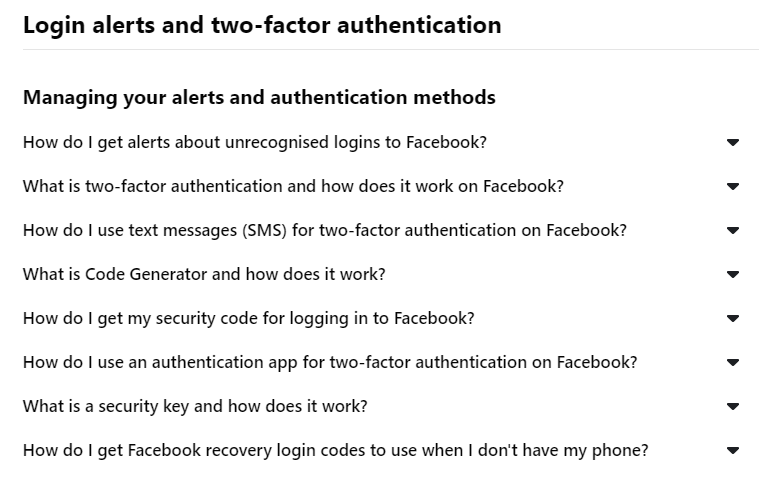 Login alerts and two-factor authentication
Managing your alerts and authentication methods
How do I get alerts about unrecognised logins to Facebook?
What is two-factor authentication and how does it work on Facebook?
How do I use text messages (SMS) for two-factor authentication on Facebook?
What is Code Generator and how does it work?
How do I get my security code for logging in to Facebook?
How do I use an authentication app for two-factor authentication on Facebook?
What is a security key and how does it work?
How do I get Facebook recovery login codes to use when I don't have my phone?